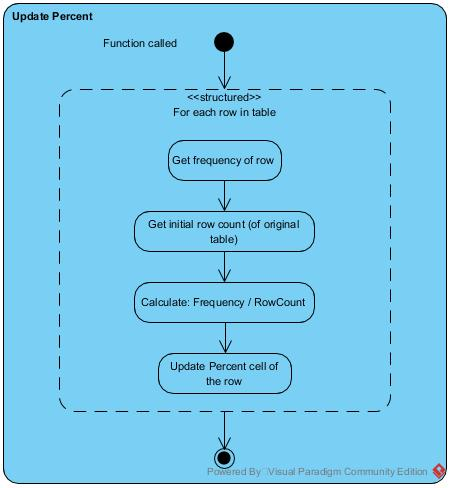 Update Percent
Function called
<<structured>>
For each row in table
Get frequency of row
Get initial row count (of original
table)
Calculate: Frequency / RowCount
Update Percent cell of
the row
Powered By Visual Paradigm Community Edition